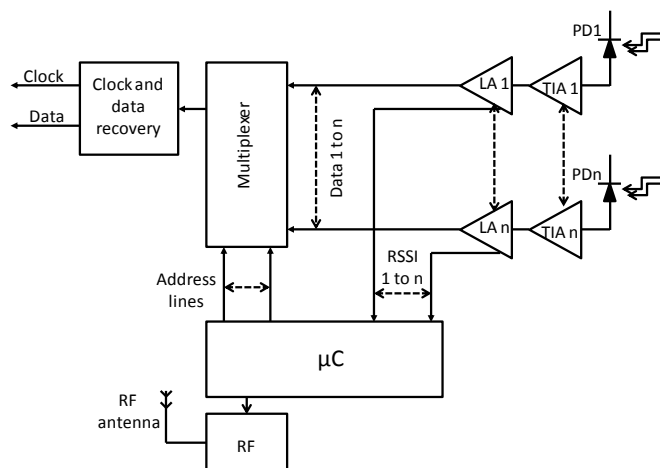 PD1
Clock
Clock and
data
recovery
Data
Multiplexer
Data 1 to n
LA 1
TIA 1
PDn
LA n
TIA n
RSSI
1 to n
Address
lines
µC
RF
antenna
RF